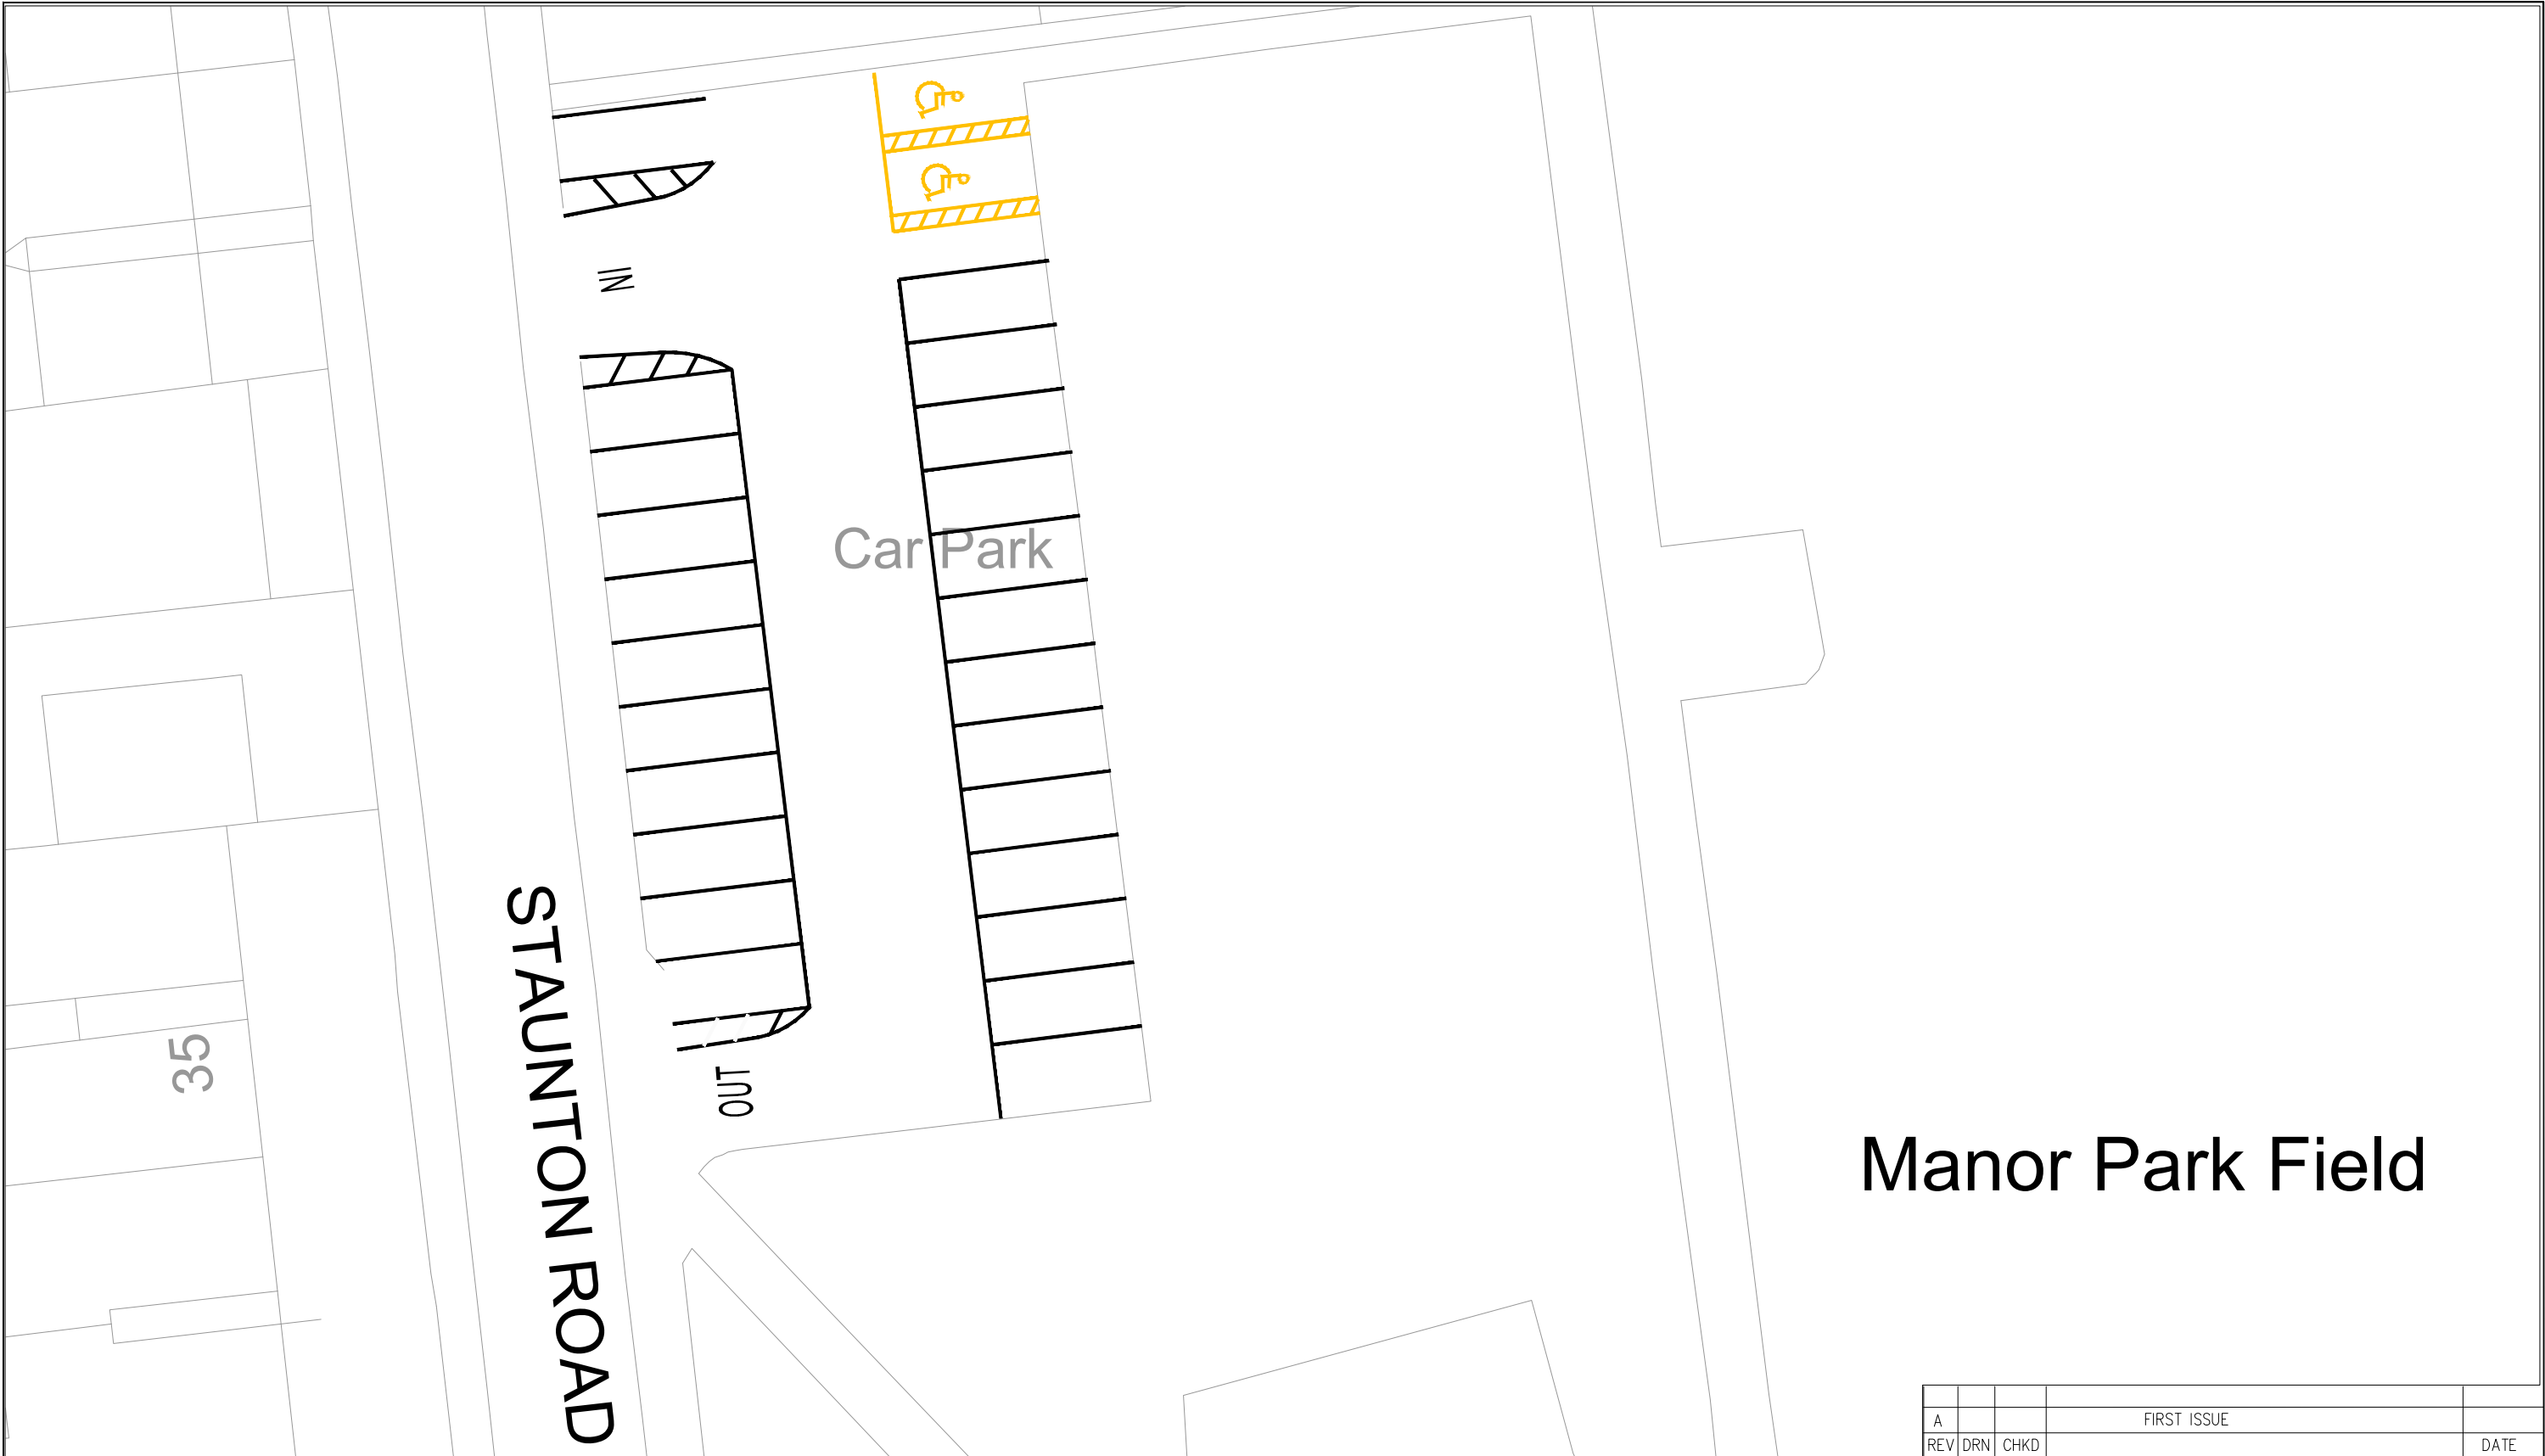 IN
Car Park
STAUNTON ROAD
35
OUT
Manor Park Field
A FIRST ISSUE
REV DRN CHKD DATE